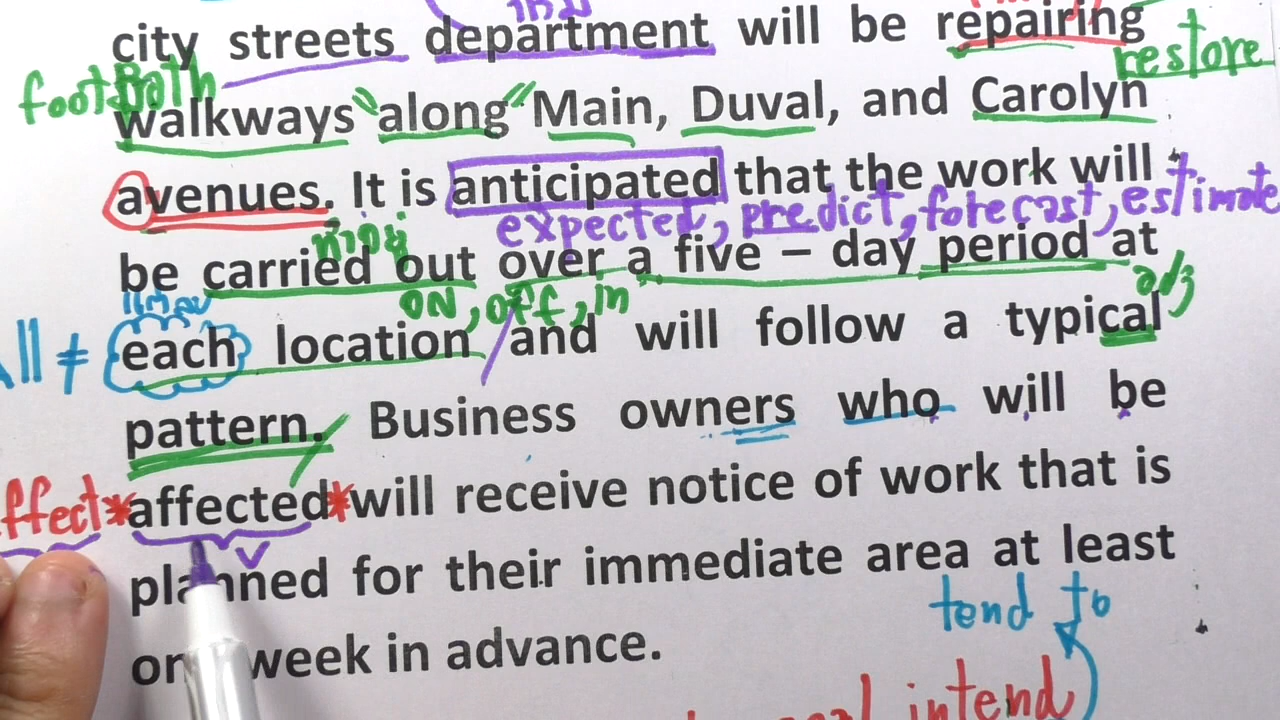 city streets department will be repairing
restore
footpath
walkways "along" Main, Duval, and Carolyn
avenues. It is anticipated that the work will
expected, predict, forecast, estimate
be carried out over a five – day period at
on, off, in
adj
All ≠ each location / and will follow a typical
pattern. Business owners who will be
ffect * affected * will receive notice of work that is
v
planned for their immediate area at least
tend to
week in advance.
intend